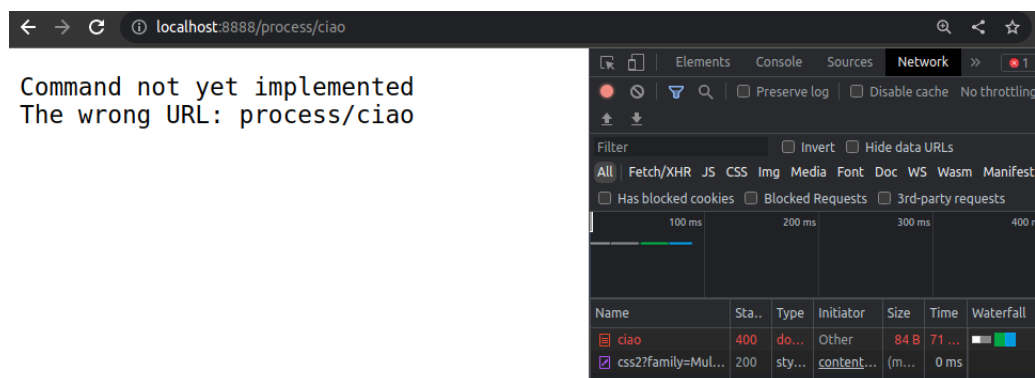 localhost:8888/process/ciao
Command not yet implemented
The wrong URL: process/ciao
Elements Console Sources Network » 1
Preserve log Disable cache No throttling
Filter Invert Hide data URLs
All Fetch/XHR JS CSS Img Media Font Doc WS Wasm Manifest
Has blocked cookies Blocked Requests 3rd-party requests
100 ms 200 ms 300 ms 400
Name Sta.. Type Initiator Size Time Waterfall
ciao 400 do... Other 84 B 71 ...
css2?family=Mul... 200 sty... content... (m... 0 ms